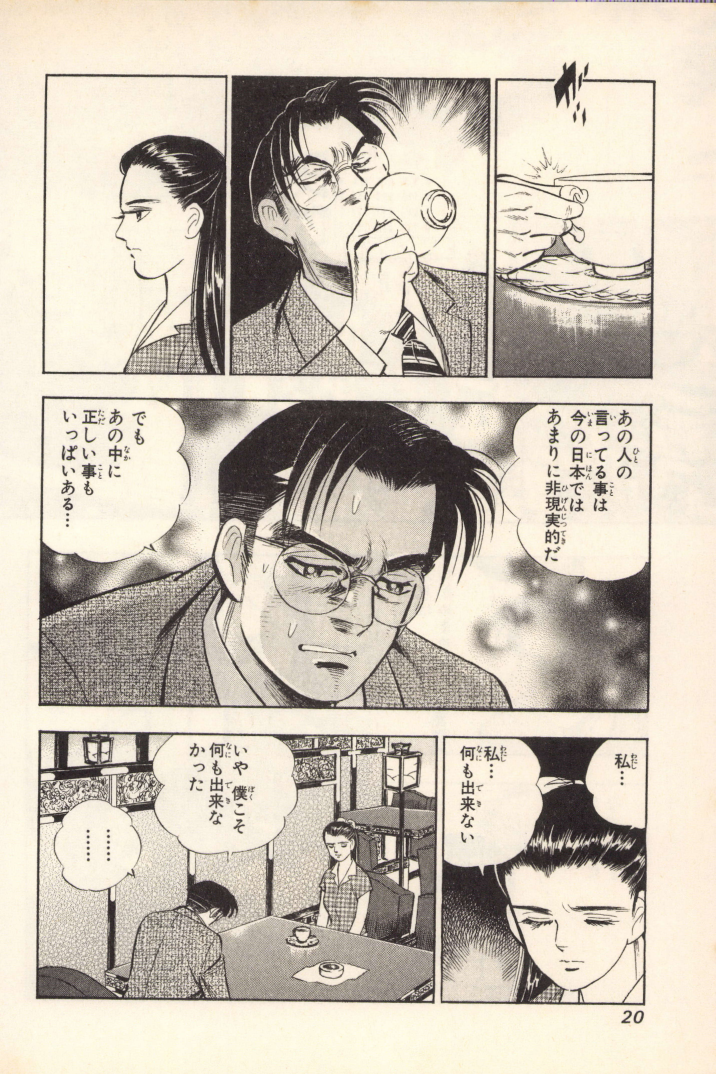 ガ…
あの人の
言ってる事は
今の日本では
あまりに非現実的だ
でも
あの中に
正しい事も
いっぱいある…
私…
私…
何も出来ない
いや 僕こそ
何も出来な
かった
………
………
20